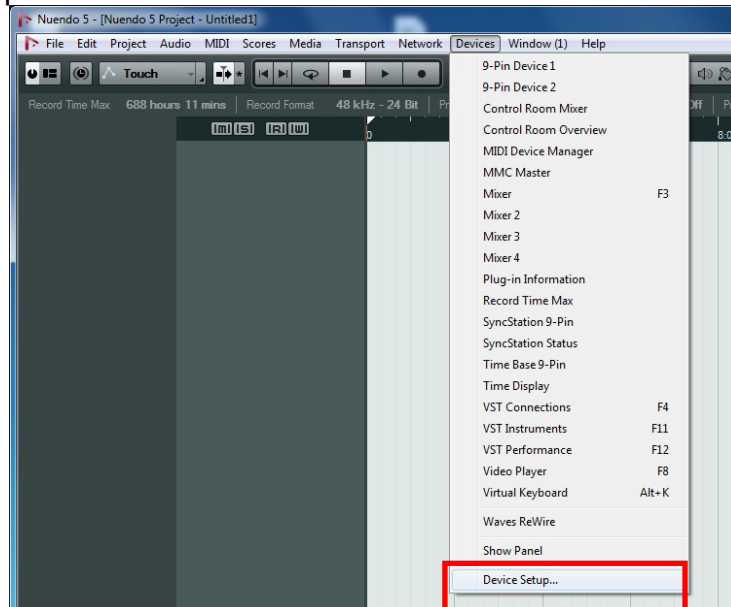 Nuendo 5 - [Nuendo 5 Project - Untitled1]
File Edit Project Audio MIDI Scores Media Transport Network Devices Window (1) Help
Touch
Record Time Max 688 hours 11 mins Record Format 48 kHz - 24 Bit
m S R W
9-Pin Device 1
9-Pin Device 2
Control Room Mixer
Control Room Overview
MIDI Device Manager
MMC Master
Mixer F3
Mixer 2
Mixer 3
Mixer 4
Plug-in Information
Record Time Max
SyncStation 9-Pin
SyncStation Status
Time Base 9-Pin
Time Display
VST Connections F4
VST Instruments F11
VST Performance F12
Video Player F8
Virtual Keyboard Alt+K
Waves ReWire
Show Panel
Device Setup...